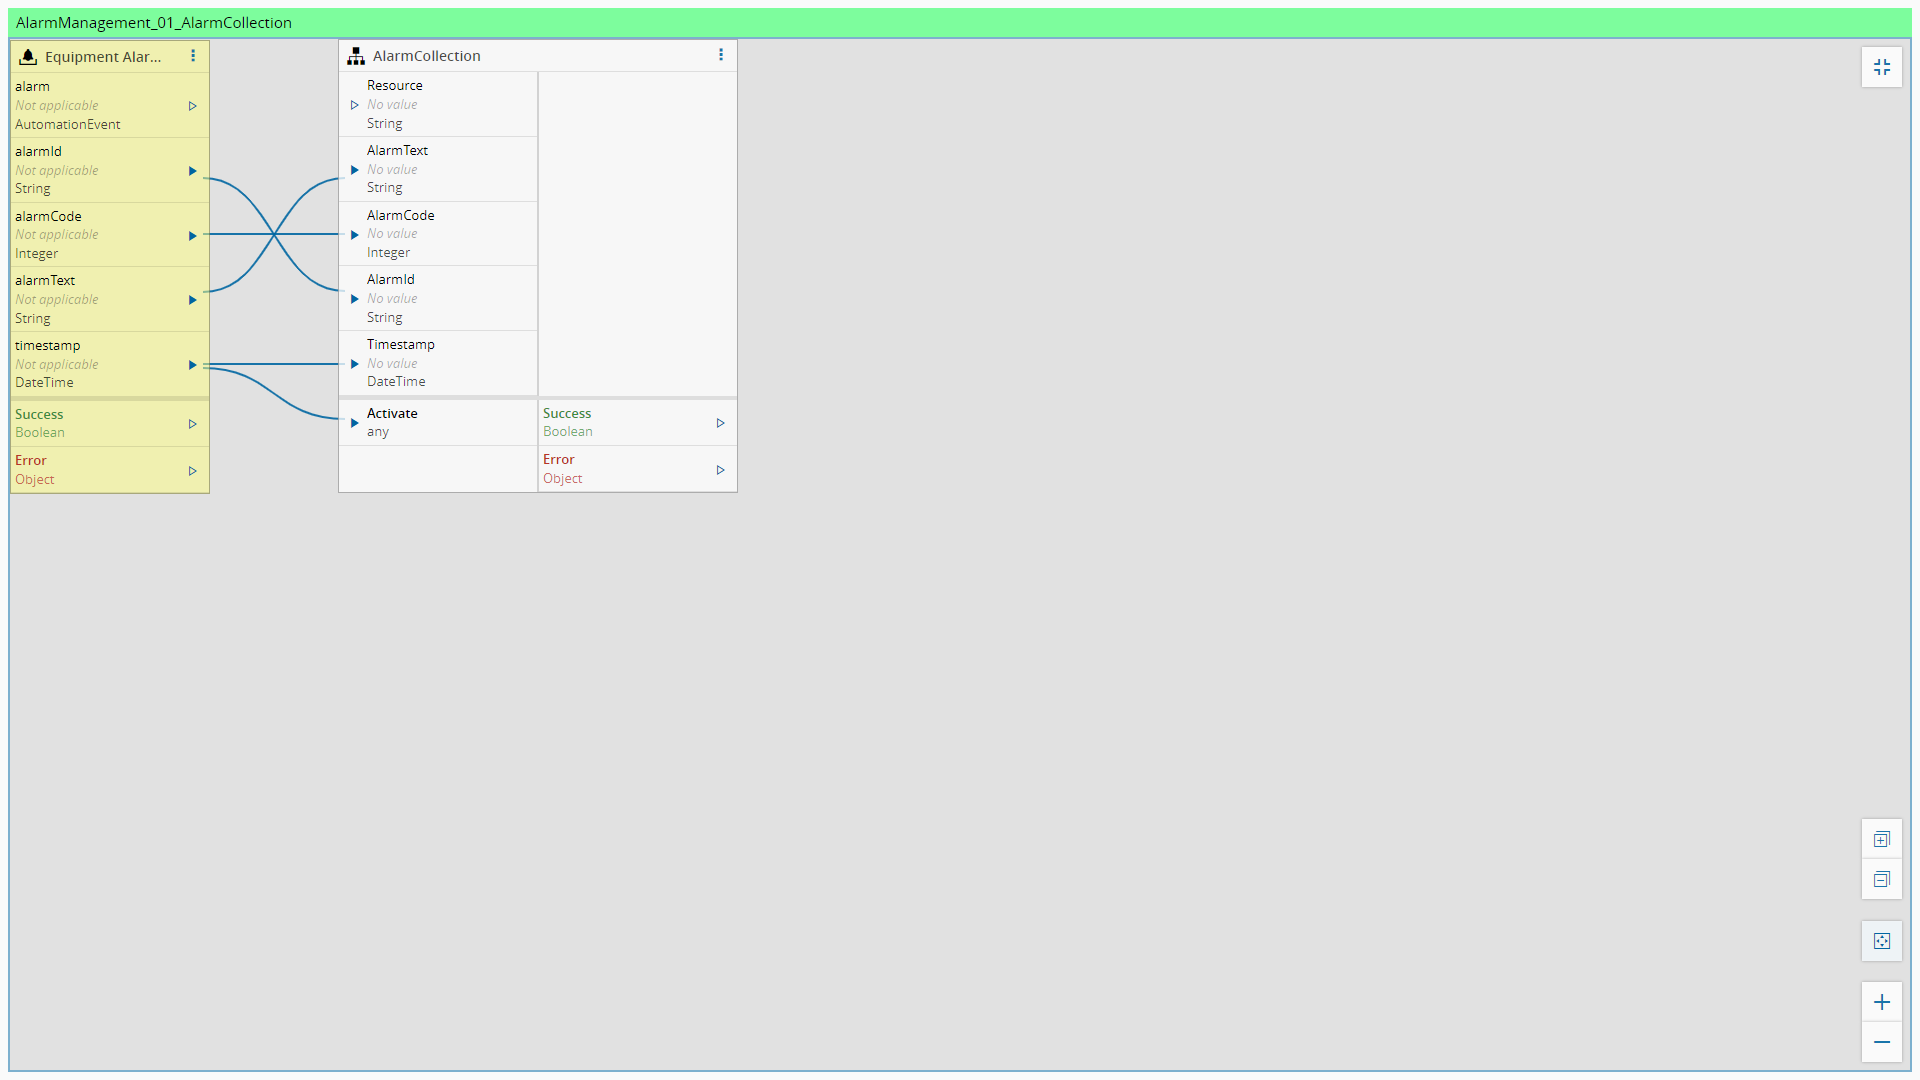 AlarmManagement_01_AlarmCollection
Equipment Alar...
alarm
Not applicable
AutomationEvent
alarmId
Not applicable
String
alarmCode
Not applicable
Integer
alarmText
Not applicable
String
timestamp
Not applicable
DateTime
Success
Boolean
Error
Object
AlarmCollection
Resource
No value
String
AlarmText
No value
String
AlarmCode
No value
Integer
AlarmId
No value
String
Timestamp
No value
DateTime
Activate
any
Success
Boolean
Error
Object